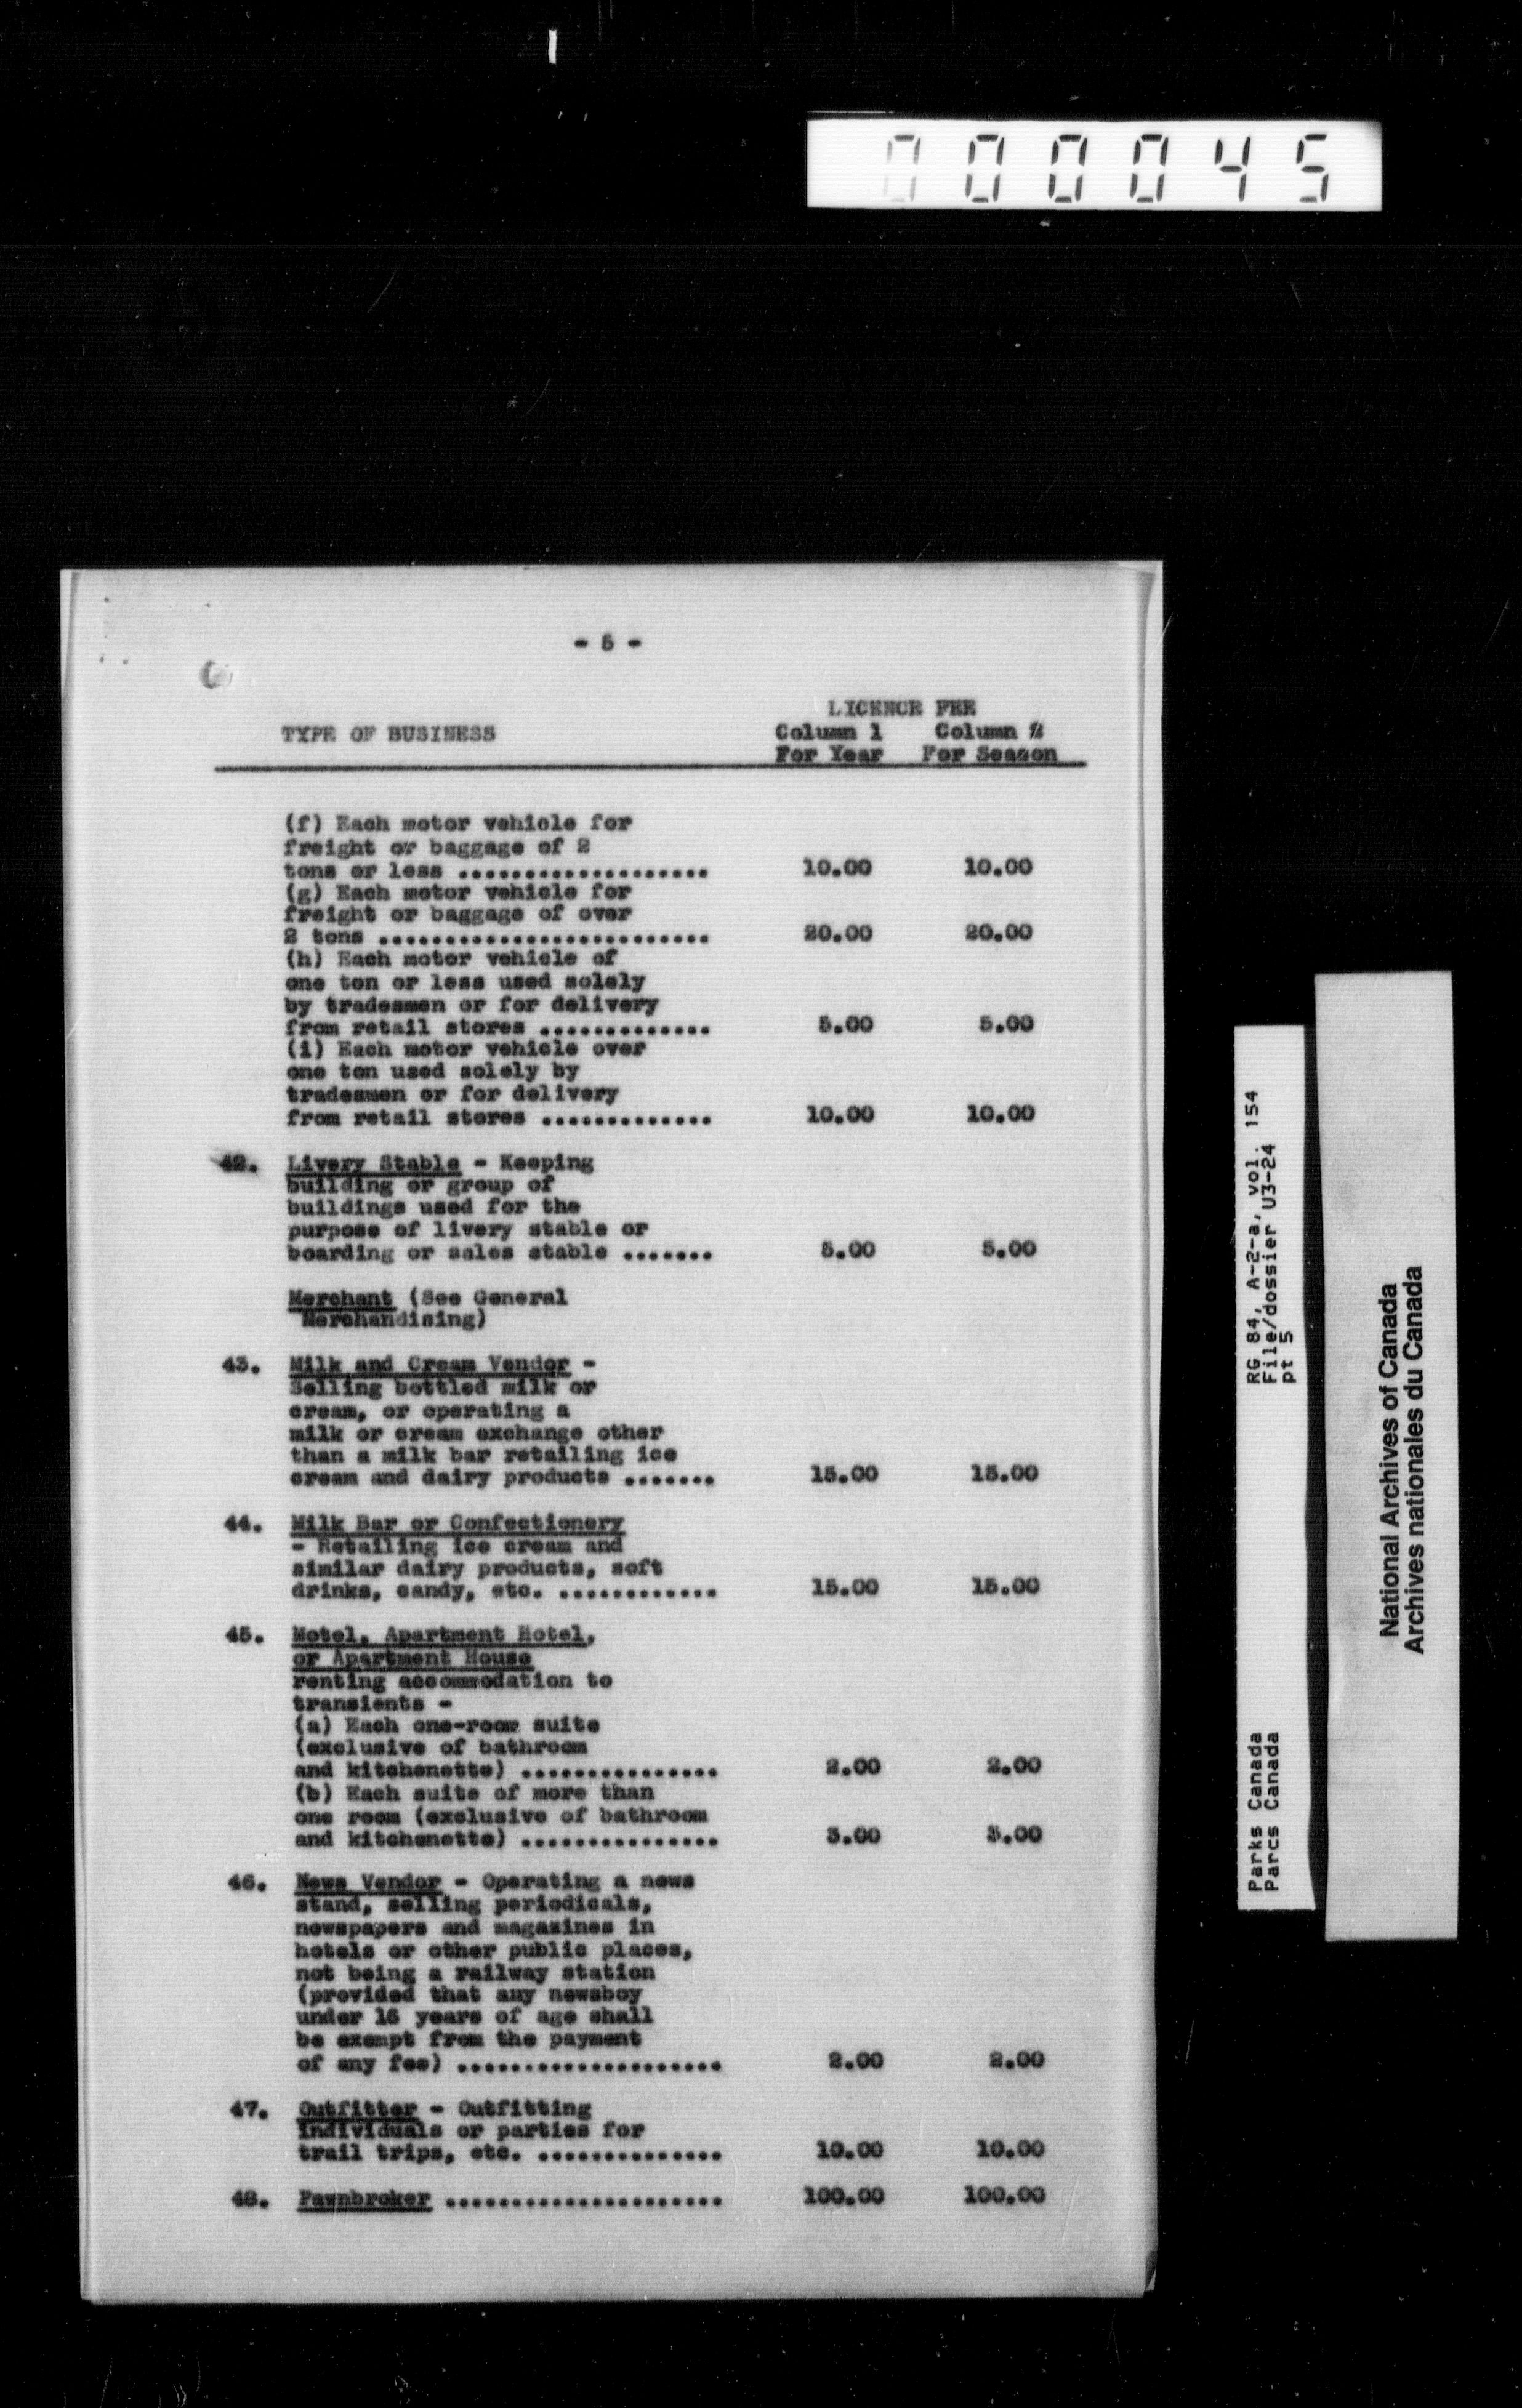 000045
- 5 -
LICENCE FEE
TYPE OF BUSINESS Column 1 Column 2
For Year For Season
(f) Each motor vehicle for
freight or baggage of 2
tons or less ................... 10.00 10.00
(g) Each motor vehicle for
freight or baggage of over
2 tons ......................... 20.00 20.00
(h) Each motor vehicle of
one ton or less used solely
by tradesmen or for delivery
from retail stores ............. 5.00 5.00
(i) Each motor vehicle over
one ton used solely by
tradesmen or for delivery
from retail stores ............. 10.00 10.00
42. Livery Stable - Keeping
building or group of
buildings used for the
purpose of livery stable or
boarding or sales stable ....... 5.00 5.00
Merchant (See General
Merchandising)
43. Milk and Cream Vendor -
Selling bottled milk or
cream, or operating a
milk or cream exchange other
than a milk bar retailing ice
cream and dairy products ....... 15.00 15.00
44. Milk Bar or Confectionery
- Retailing ice cream and
similar dairy products, soft
drinks, candy, etc. ............ 15.00 15.00
45. Motel, Apartment Hotel,
or Apartment House
renting accommodation to
transients -
(a) Each one-room suite
(exclusive of bathroom
and kitchenette) ............... 2.00 2.00
(b) Each suite of more than
one room (exclusive of bathroom
and kitchenette) ............... 3.00 3.00
46. News Vendor - Operating a news
stand, selling periodicals,
newspapers and magazines in
hotels or other public places,
not being a railway station
(provided that any newsboy
under 16 years of age shall
be exempt from the payment
of any fee) .................... 2.00 2.00
47. Outfitter - Outfitting
individuals or parties for
trail trips, etc. .............. 10.00 10.00
48. Pawnbroker ..................... 100.00 100.00
RG 84, A-2-a, vol. 154
File/dossier U3-24
pt 5
Parks Canada
Parcs Canada
National Archives of Canada
Archives nationales du Canada